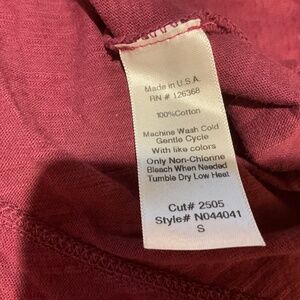 Made in U.S.A.
RN # 126368
100%Cotton
Machine Wash Cold
Gentle Cycle
With like colors
Only Non-Chlorine
Bleach When Needed
Tumble Dry Low Heat
Cut# 2505
Style# N044041
S